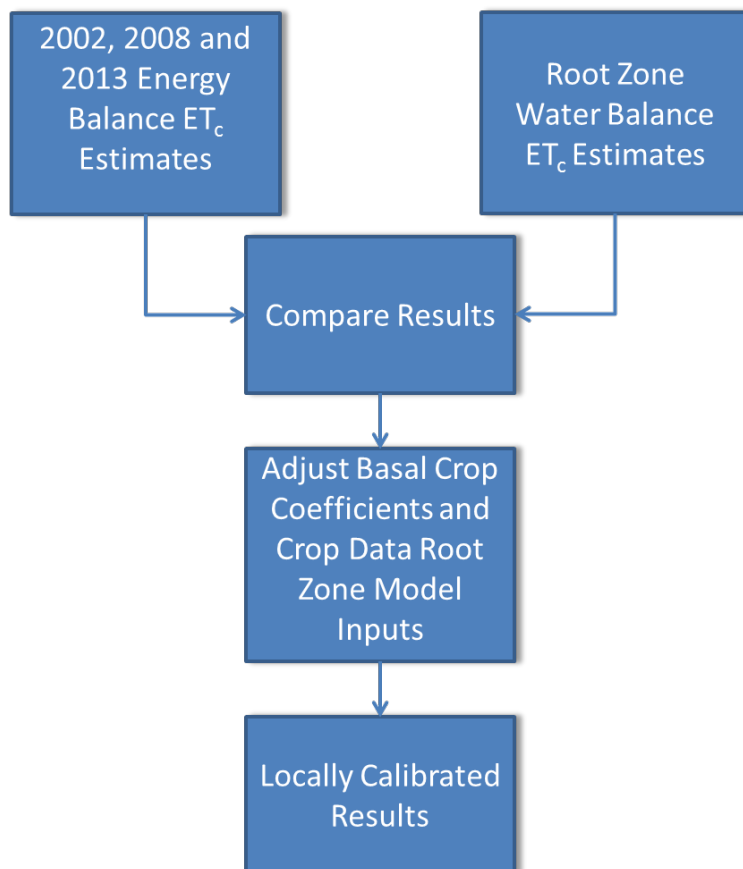 2002, 2008 and
2013 Energy
Balance ETc
Estimates
Root Zone
Water Balance
ETc Estimates
Compare Results
Adjust Basal Crop
Coefficients and
Crop Data Root
Zone Model
Inputs
Locally Calibrated
Results